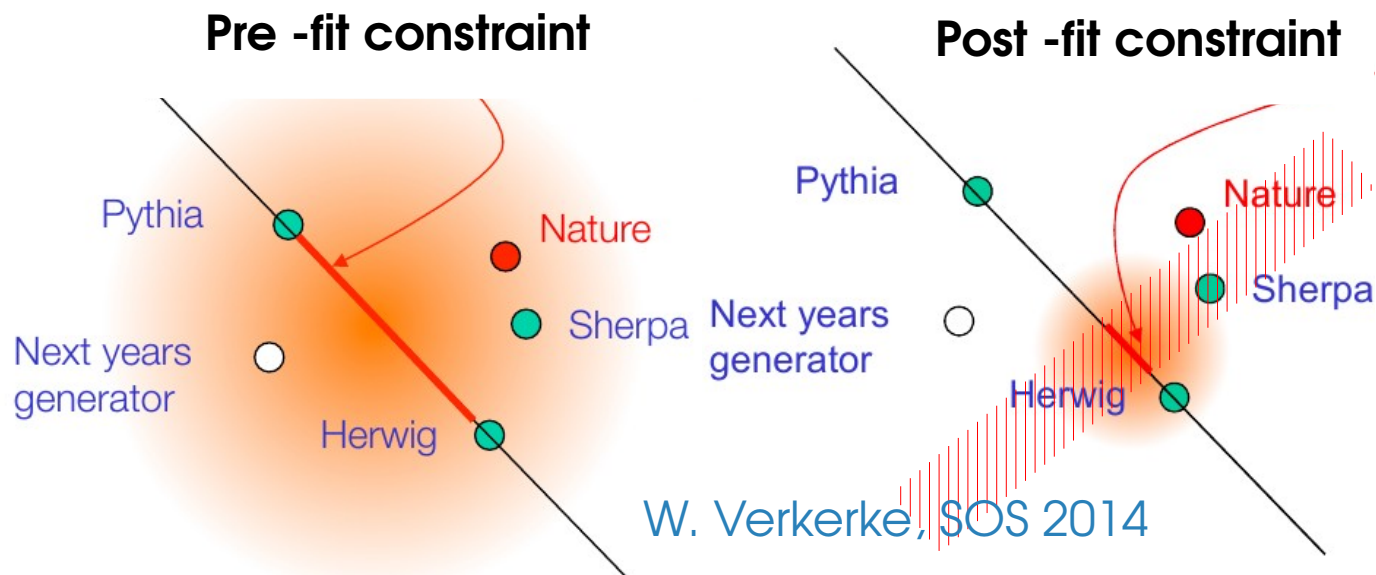 Pre -fit constraint
Pythia
Nature
Sherpa
Next years
generator
Herwig
Post -fit constraint
Pythia
Nature
Sherpa
Next years
generator
Herwig
W. Verkerke, SOS 2014